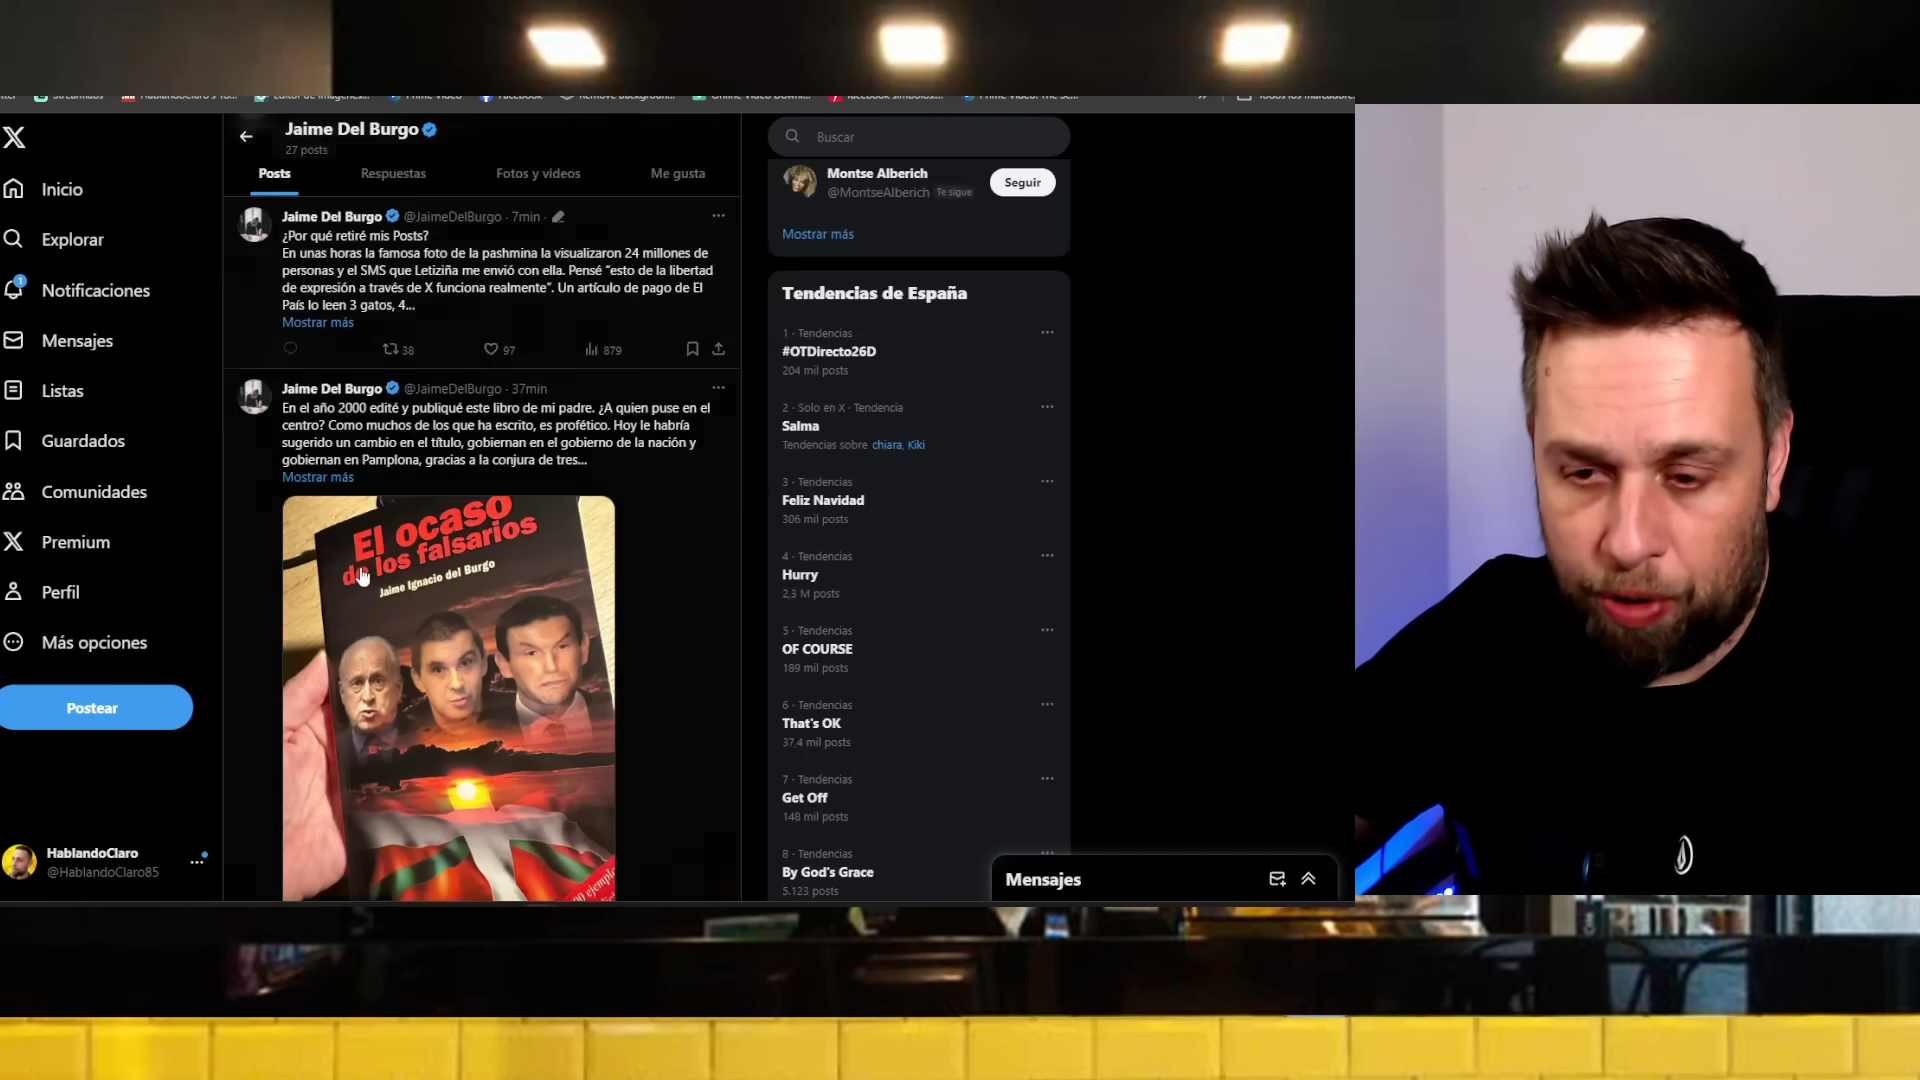 Jaime Del Burgo
27 posts
Posts
Respuestas
Fotos y videos
Me gusta
Inicio
Explorar
1
Notificaciones
Mensajes
Listas
Guardados
Comunidades
Premium
Perfil
Más opciones
Postear
HablandoClaro
@HablandoClaro85
Jaime Del Burgo @JaimeDelBurgo · 7min ·
¿Por qué retiré mis Posts?
En unas horas la famosa foto de la pashmina la visualizaron 24 millones de
personas y el SMS que Letiziña me envió con ella. Pensé “esto de la libertad
de expresión a través de X funciona realmente”. Un artículo de pago de El
País lo leen 3 gatos, 4...
Mostrar más
38
97
879
Jaime Del Burgo @JaimeDelBurgo · 37min
En el año 2000 edité y publiqué este libro de mi padre. ¿A quien puse en el
centro? Como muchos de los que ha escrito, es profético. Hoy le habría
sugerido un cambio en el título, gobiernan en el gobierno de la nación y
gobiernan en Pamplona, gracias a la conjura de tres...
Mostrar más
El ocaso
de los falsarios
Jaime Ignacio del Burgo
Buscar
Montse Alberich
@MontseAlberich Te sigue
Seguir
Mostrar más
Tendencias de España
1 · Tendencias
#OTDirecto26D
204 mil posts
2 · Solo en X · Tendencia
Salma
Tendencias sobre chiara, Kiki
3 · Tendencias
Feliz Navidad
306 mil posts
4 · Tendencias
Hurry
2,3 M posts
5 · Tendencias
OF COURSE
189 mil posts
6 · Tendencias
That's OK
37,4 mil posts
7 · Tendencias
Get Off
148 mil posts
8 · Tendencias
By God's Grace
5.123 posts
Mensajes